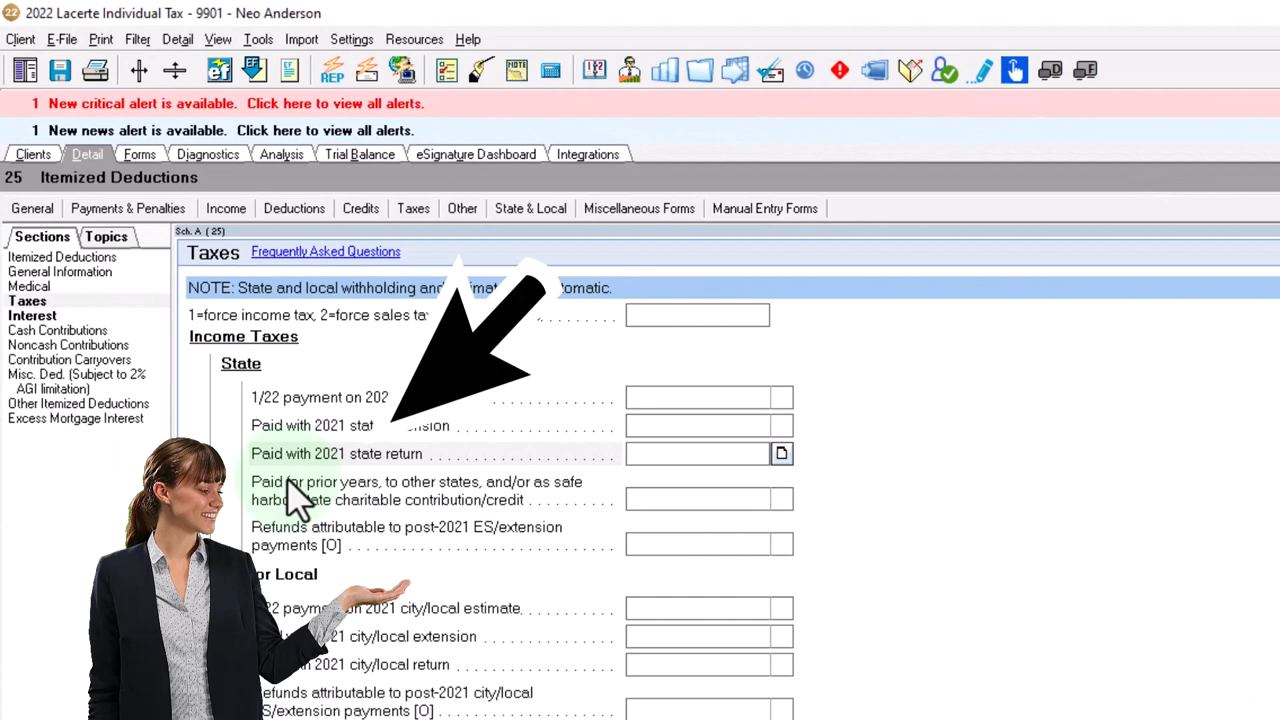 22 2022 Lacerte Individual Tax - 9901 - Neo Anderson
Client E-File Print Filter Detail View Tools Import Settings Resources Help
ef REP
1 New critical alert is available. Click here to view all alerts.
1 New news alert is available. Click here to view all alerts.
Clients Detail Forms Diagnostics Analysis Trial Balance eSignature Dashboard Integrations
25 Itemized Deductions
General Payments & Penalties Income Deductions Credits Taxes Other State & Local Miscellaneous Forms Manual Entry Forms
Sections Topics
Itemized Deductions
General Information
Medical
Taxes
Interest
Cash Contributions
Noncash Contributions
Contribution Carryovers
Misc. Ded. (Subject to 2%
AGI limitation)
Other Itemized Deductions
Excess Mortgage Interest
Sch. A (25)
Taxes Frequently Asked Questions
NOTE: State and local withholding and
1=force income tax, 2=force sales
Income Taxes
State
1/22 payment on
Paid with 2021
Paid with 2021 state return
Paid for prior years, to other states, and/or as safe
charitable contribution/credit
Refunds attributable to post-2021 ES/extension
payments [O]
or Local
on 2021 city/local estimate
city/local extension
2021 city/local return
attributable to post-2021 city/local
payments [O]